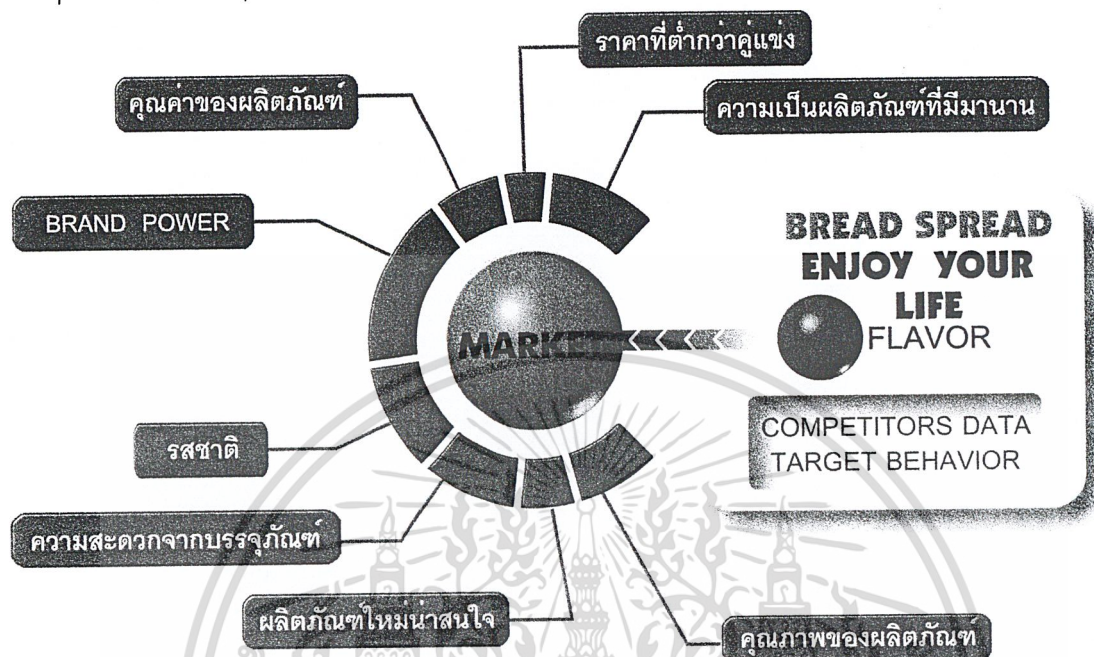 ราคาที่ต่ำกว่าคู่แข่ง
คุณค่าของผลิตภัณฑ์
ความเป็นผลิตภัณฑ์ที่มีมานาน
BRAND POWER
BREAD SPREAD
ENJOY YOUR
LIFE
FLAVOR
MARKET
COMPETITORS DATA
TARGET BEHAVIOR
รสชาติ
ความสะดวกจากบรรจุภัณฑ์
ผลิตภัณฑ์ใหม่น่าสนใจ
คุณภาพของผลิตภัณฑ์